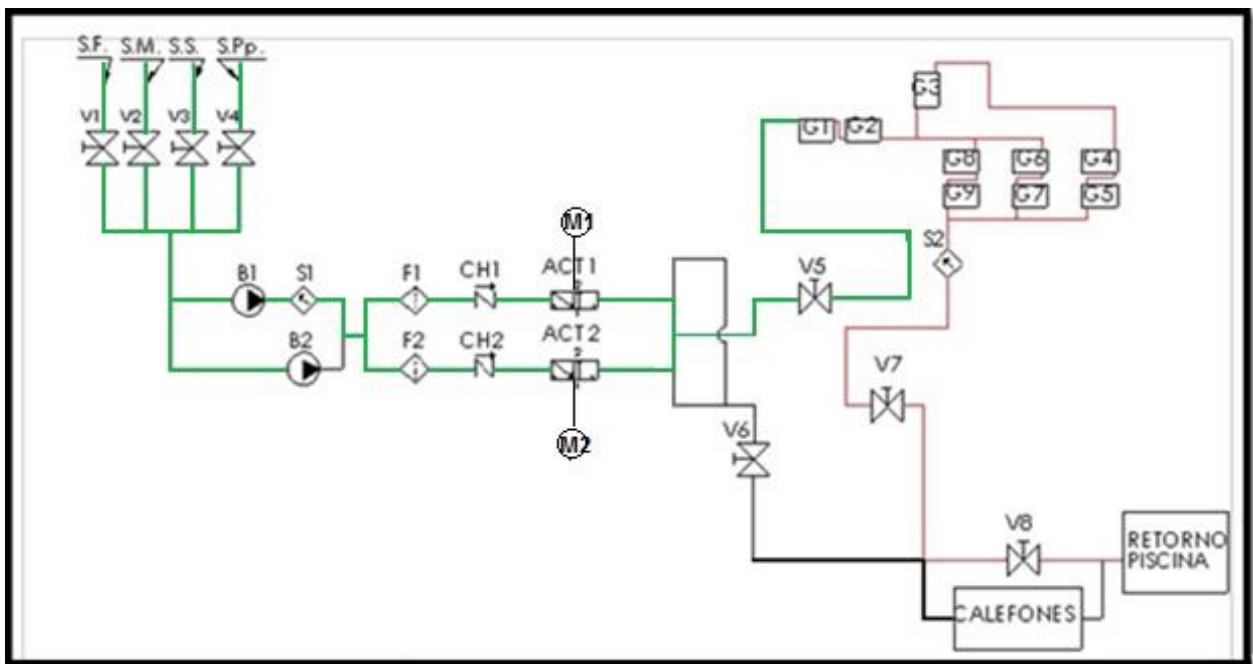 S.F. S.M. S.S. S.Pp.
V1 V2 V3 V4
G3
G1 G2
G8 G6 G4
G9 G7 G5
S2
M1
B1 S1 F1 CH1 ACT1 V5
B2 F2 CH2 ACT2
V7
V6
M2
V8
RETORNO
PISCINA
CALEFONES